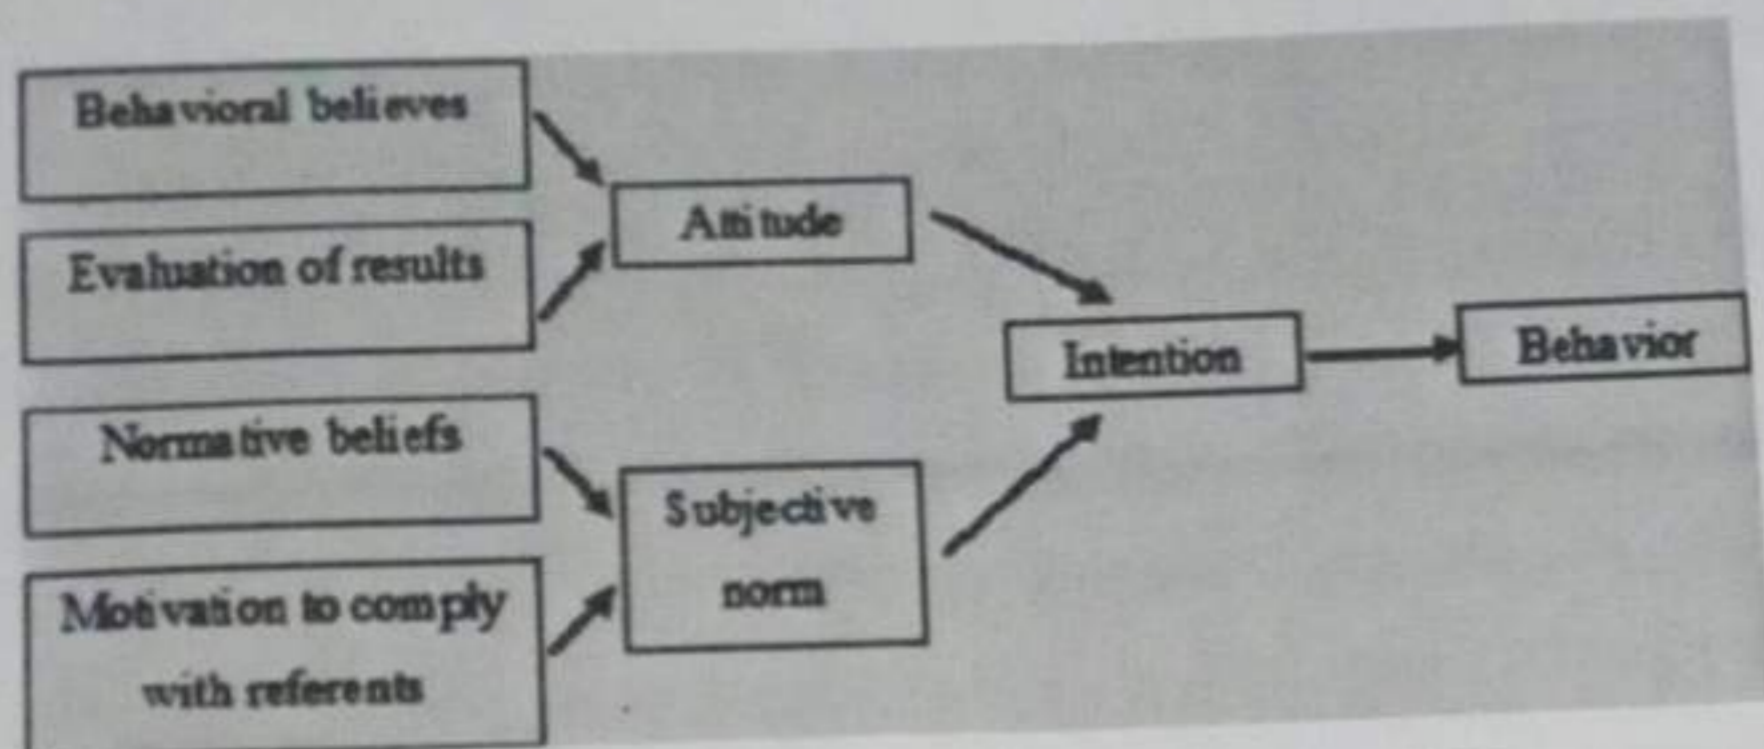 Behavioral believes
Evaluation of results
Normative beliefs
Motivation to comply
with referents
Attitude
Subjective
norm
Intention
Behavior